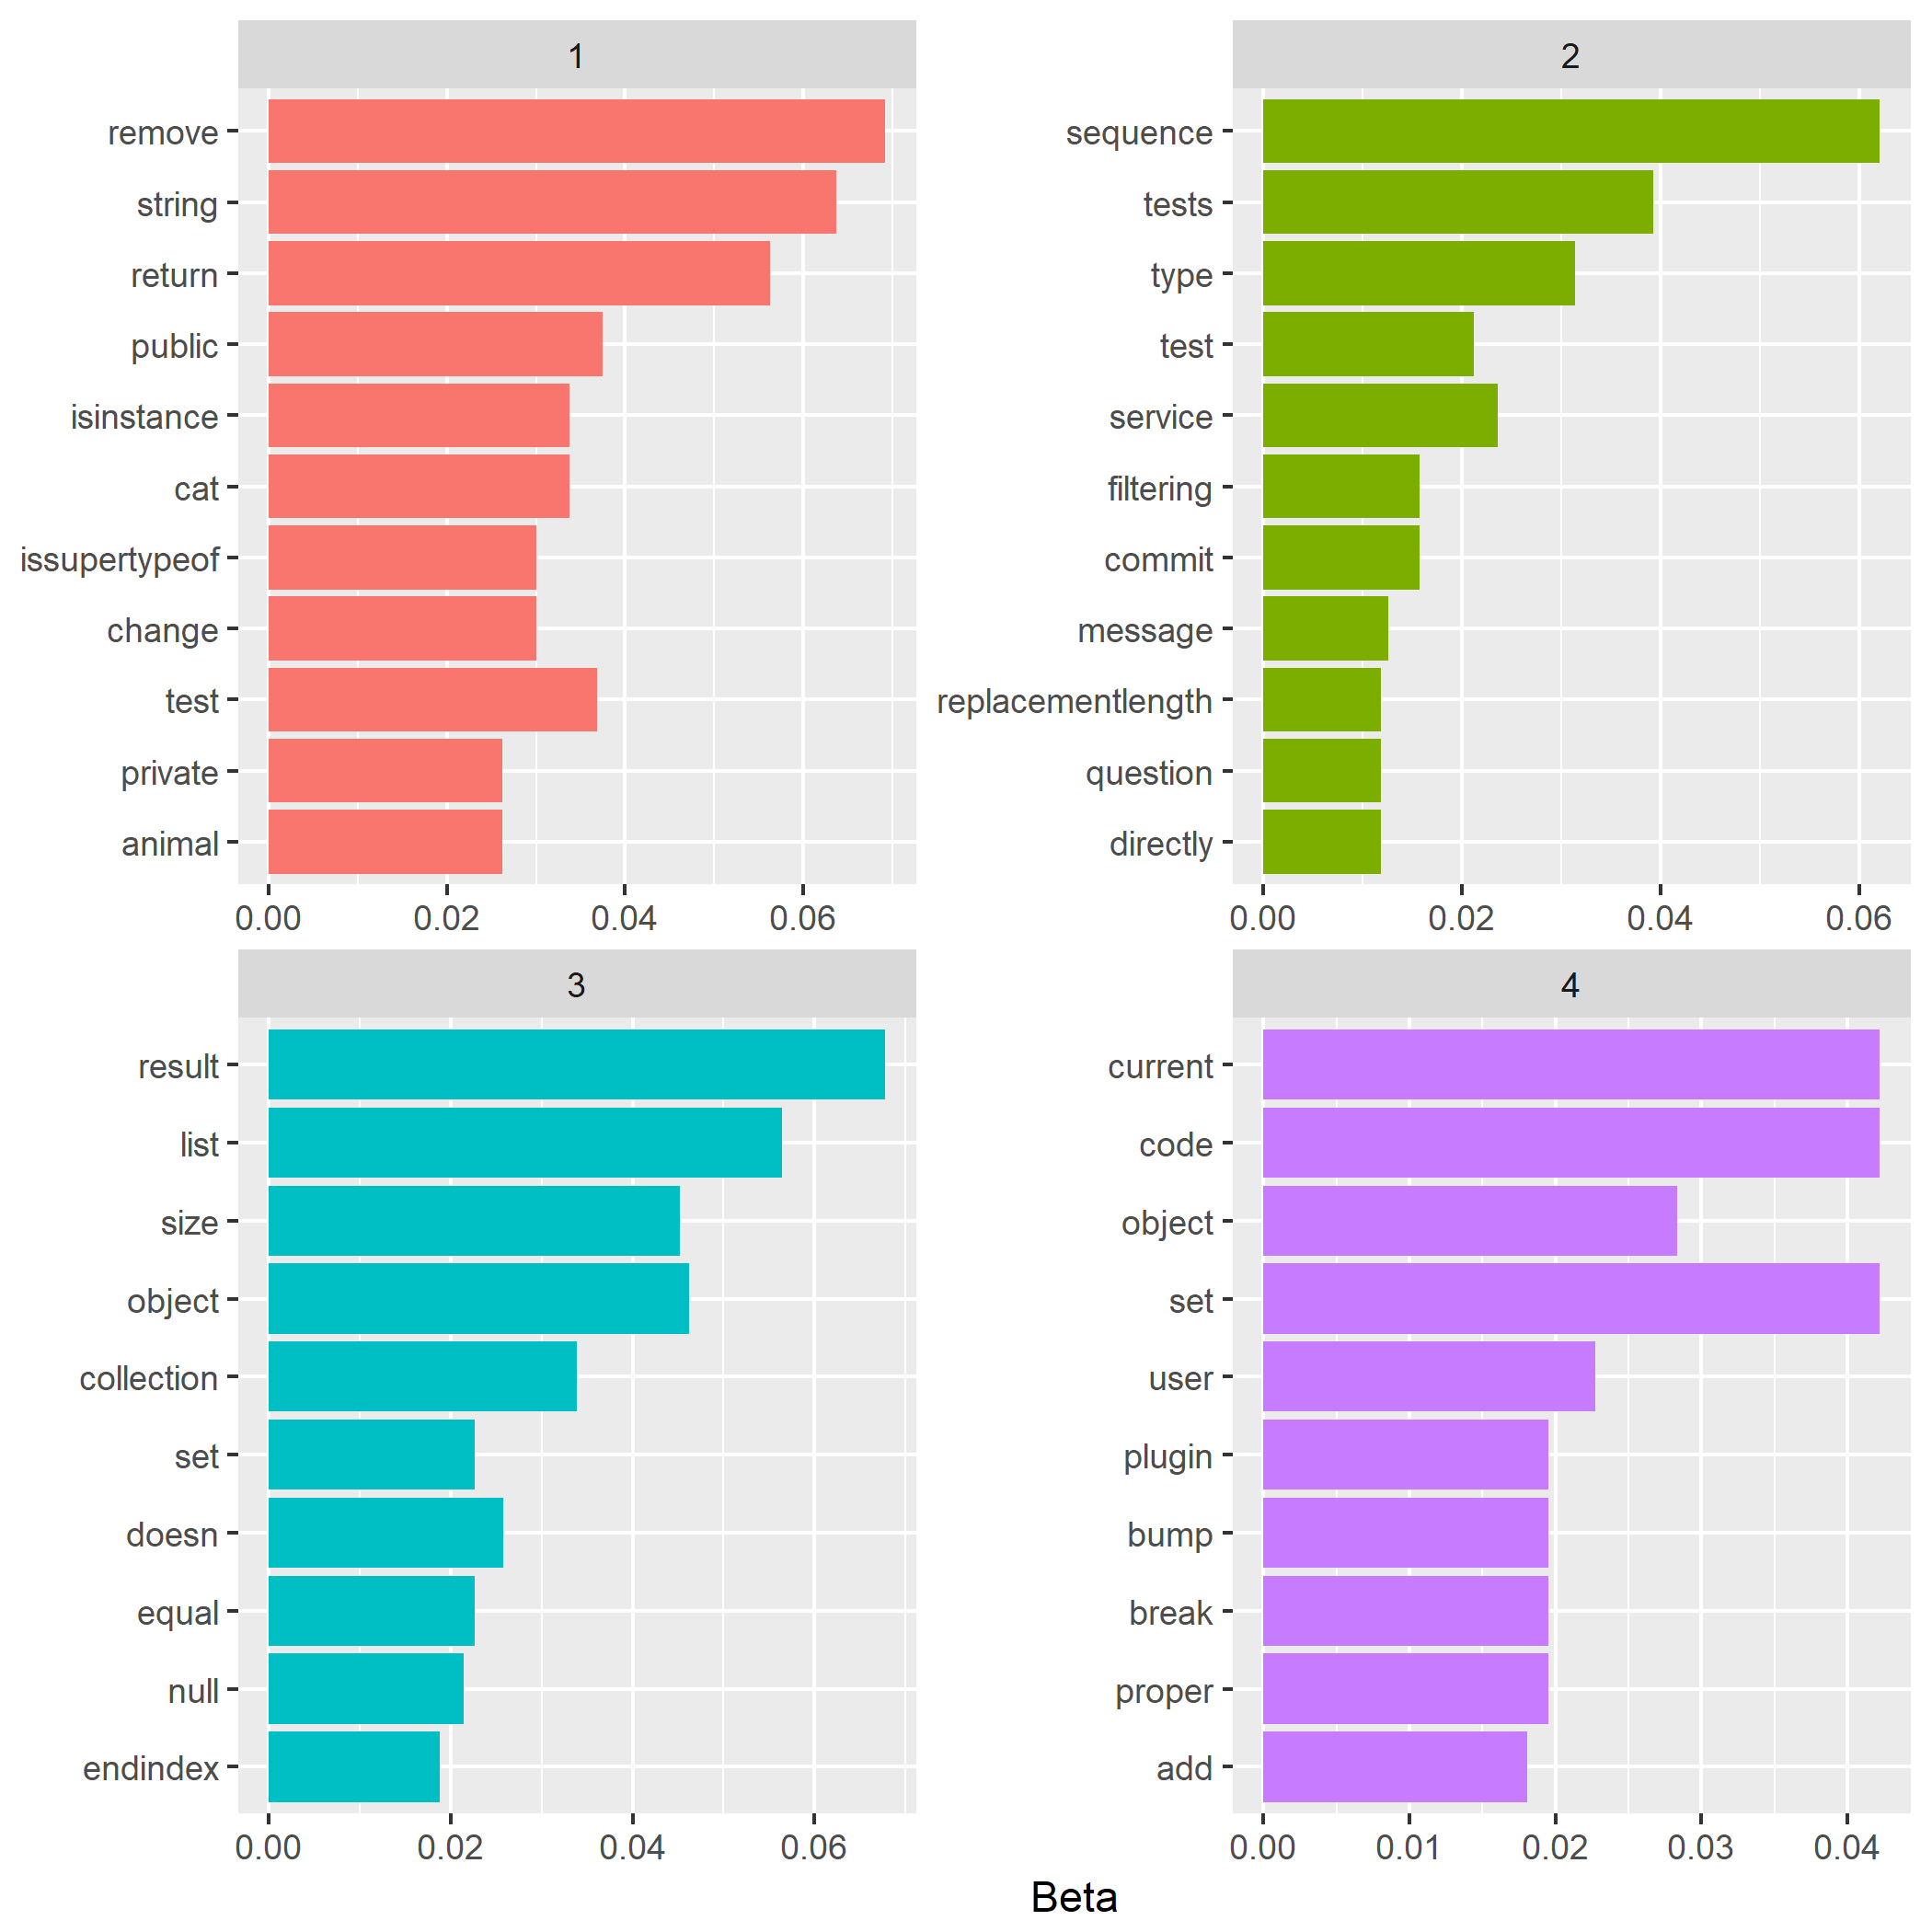 1
remove
string
return
public
isinstance
cat
issupertypeof
change
test
private
animal
0.00 0.02 0.04 0.06
2
sequence
tests
type
test
service
filtering
commit
message
replacementlength
question
directly
0.00 0.02 0.04 0.06
3
result
list
size
object
collection
set
doesn
equal
null
endindex
0.00 0.02 0.04 0.06
4
current
code
object
set
user
plugin
bump
break
proper
add
0.00 0.01 0.02 0.03 0.04
Beta